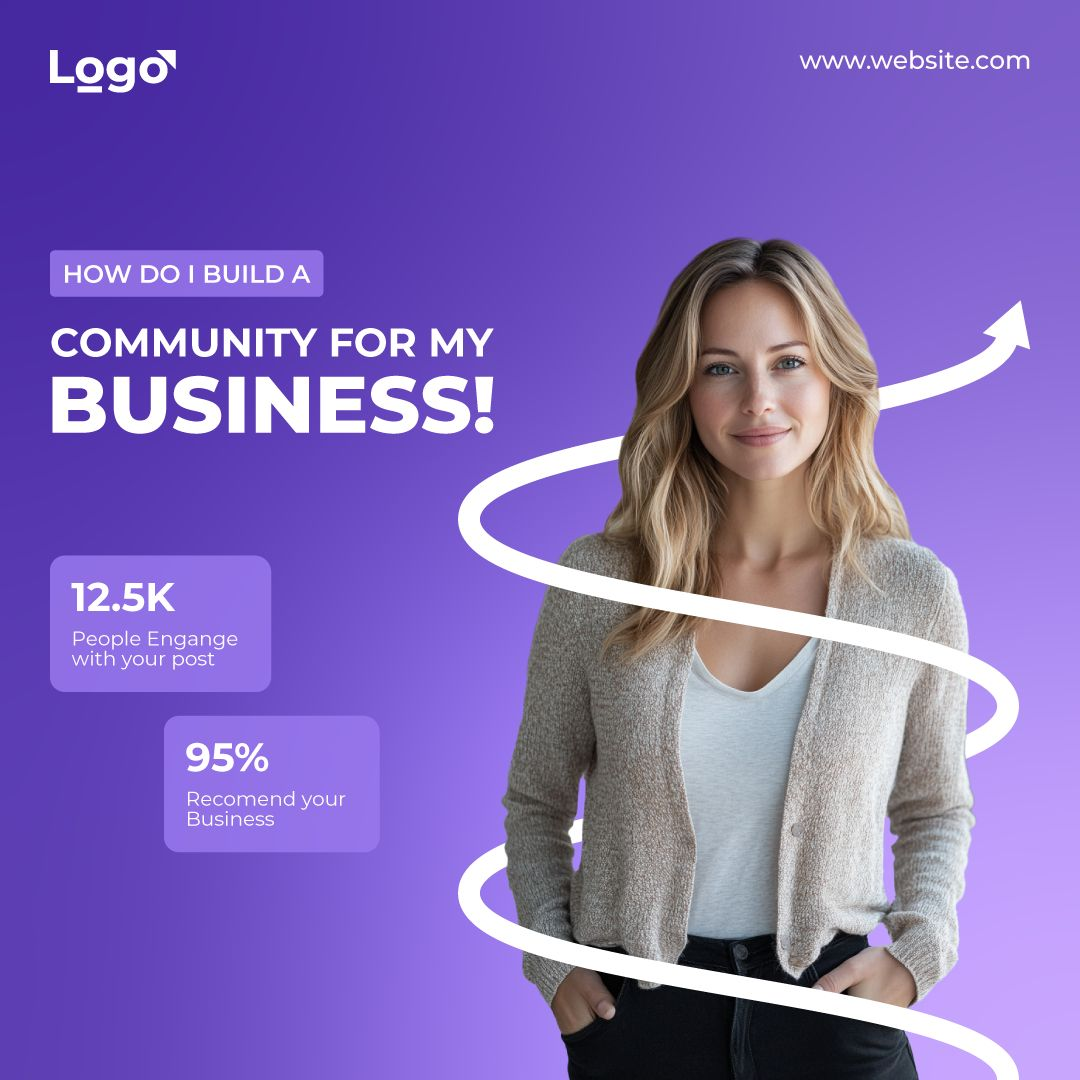 Logo
www.website.com
HOW DO I BUILD A
COMMUNITY FOR MY
BUSINESS!
12.5K
People Engange
with your post
95%
Recomend your
Business